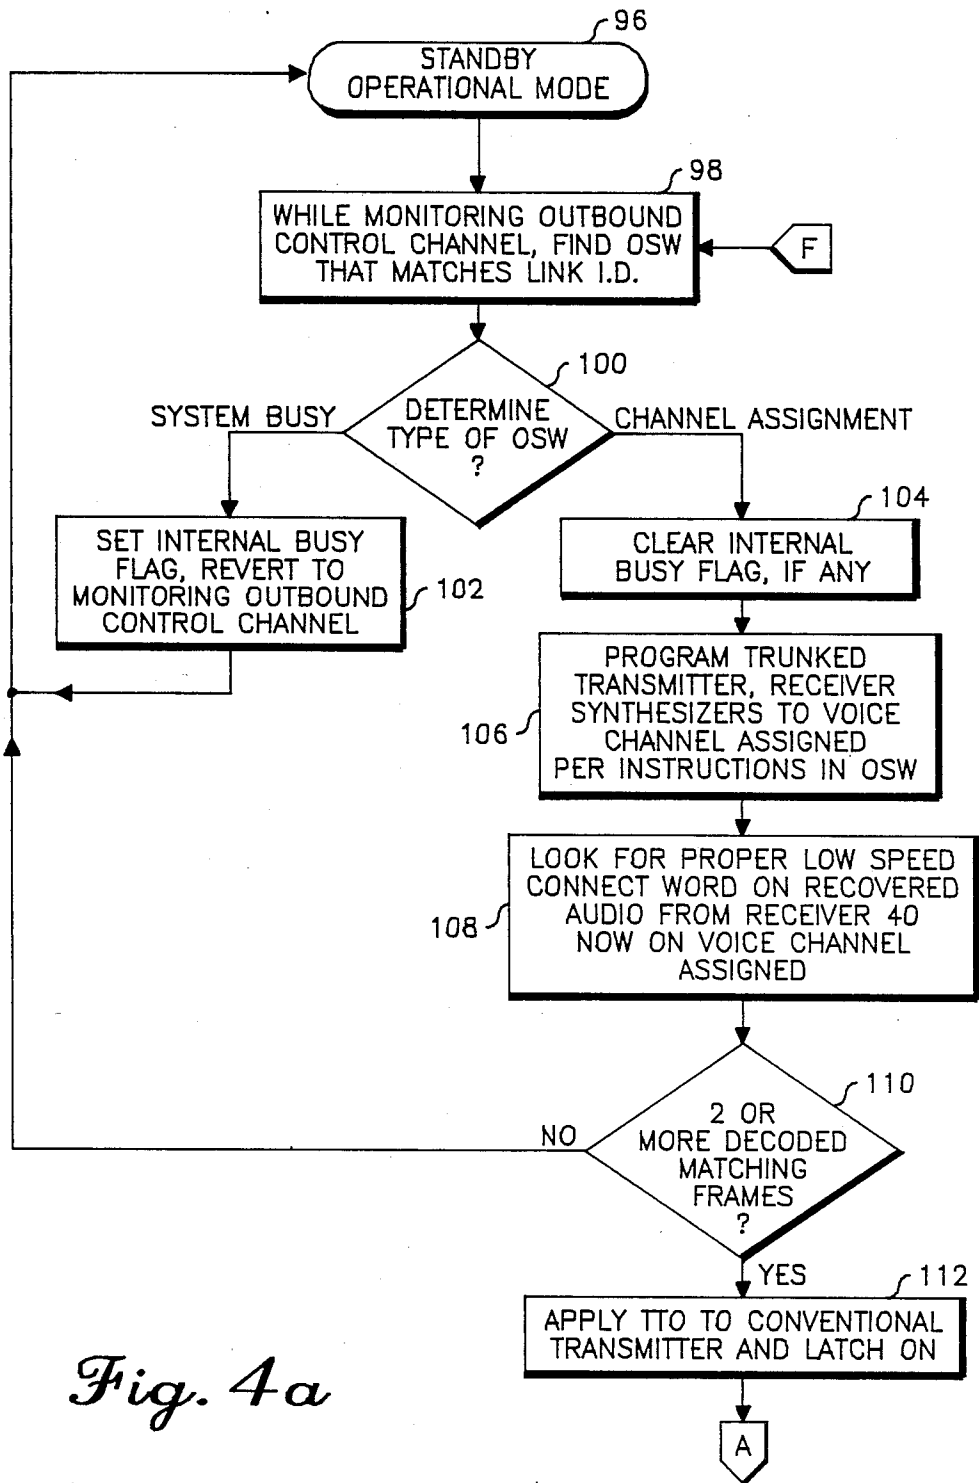 96
STANDBY
OPERATIONAL MODE
98
WHILE MONITORING OUTBOUND
CONTROL CHANNEL, FIND OSW
THAT MATCHES LINK I.D.
F
100
SYSTEM BUSY
DETERMINE
TYPE OF OSW
?
CHANNEL ASSIGNMENT
SET INTERNAL BUSY
FLAG, REVERT TO
MONITORING OUTBOUND
CONTROL CHANNEL
102
104
CLEAR INTERNAL
BUSY FLAG, IF ANY
PROGRAM TRUNKED
TRANSMITTER, RECEIVER
SYNTHESIZERS TO VOICE
CHANNEL ASSIGNED
PER INSTRUCTIONS IN OSW
106
LOOK FOR PROPER LOW SPEED
CONNECT WORD ON RECOVERED
AUDIO FROM RECEIVER 40
NOW ON VOICE CHANNEL
ASSIGNED
108
110
2 OR
MORE DECODED
MATCHING
FRAMES
?
NO
YES
112
APPLY TTO TO CONVENTIONAL
TRANSMITTER AND LATCH ON
A
Fig. 4a